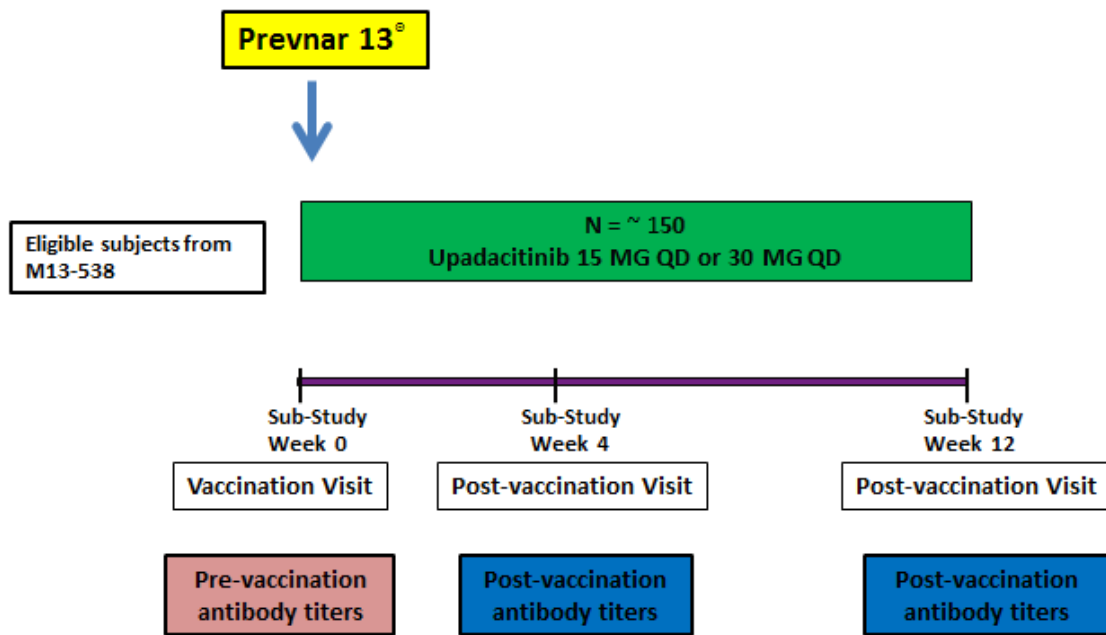 Prevnar 13®
N = ~ 150
Upadacitinib 15 MG QD or 30 MG QD
Eligible subjects from
M13-538
Sub-Study
Week 0
Sub-Study
Week 4
Sub-Study
Week 12
Vaccination Visit
Post-vaccination Visit
Post-vaccination Visit
Pre-vaccination
antibody titers
Post-vaccination
antibody titers
Post-vaccination
antibody titers